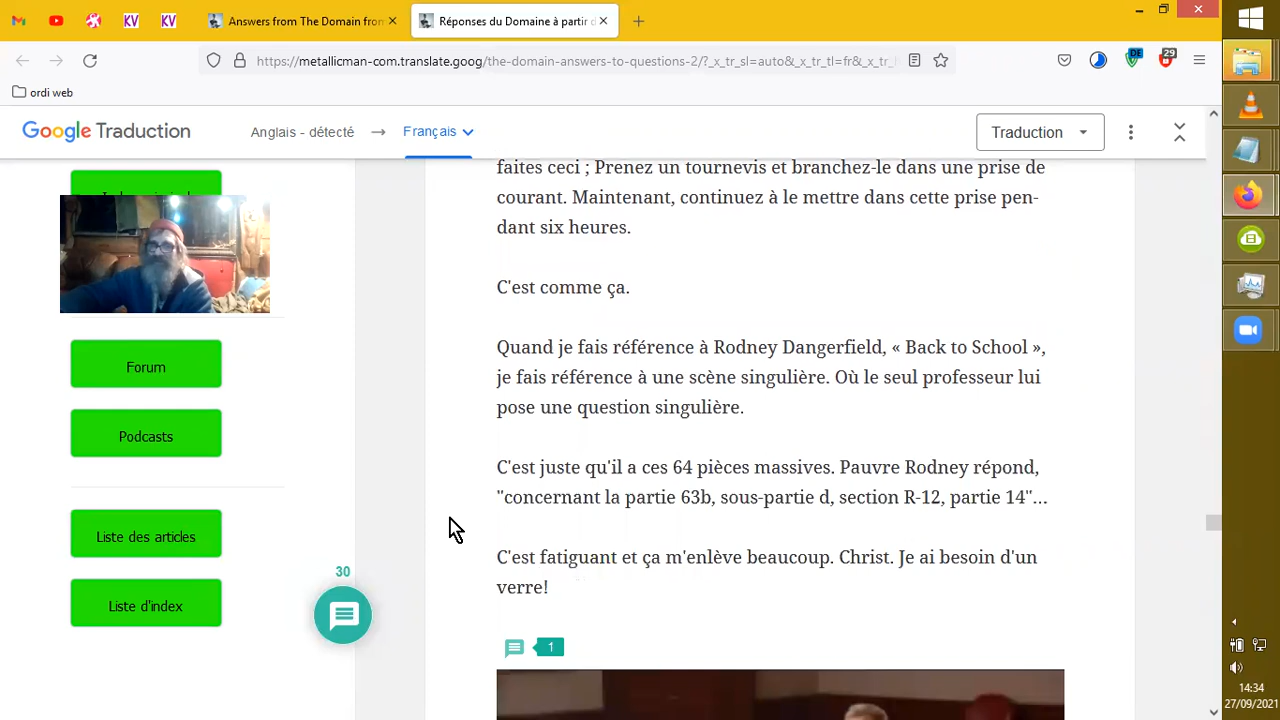 Answers from The Domain fron
Réponses du Domaine à partir d
https://metallicman-com.translate.goog/the-domain-answers-to-questions-2/?_x_tr_sl=auto&_x_tr_tl=fr&_x_tr_
DE
29
ordi web
Google Traduction
Anglais - détecté
Français
Traduction
faites ceci ; Prenez un tournevis et branchez-le dans une prise de
courant. Maintenant, continuez à le mettre dans cette prise pen-
dant six heures.
C'est comme ça.
Quand je fais référence à Rodney Dangerfield, « Back to School »,
je fais référence à une scène singulière. Où le seul professeur lui
pose une question singulière.
C'est juste qu'il a ces 64 pièces massives. Pauvre Rodney répond,
"concernant la partie 63b, sous-partie d, section R-12, partie 14"...
C'est fatiguant et ça m'enlève beaucoup. Christ. Je ai besoin d'un
verre!
1
Forum
Podcasts
Liste des articles
Liste d'index
30
KV
KV
14:34
27/09/2021